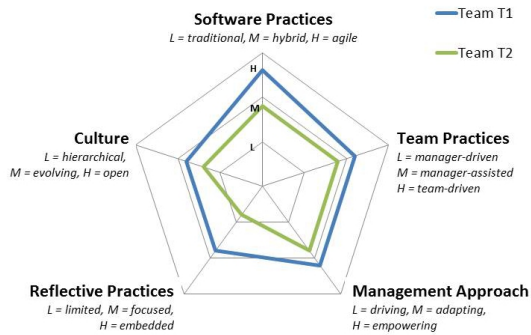 Software Practices
L = traditional, M = hybrid, H = agile
Team T1
Team T2
H
M
L
Culture
L = hierarchical,
M = evolving, H = open
Team Practices
L = manager-driven
M = manager-assisted
H = team-driven
Reflective Practices
L = limited, M = focused,
H = embedded
Management Approach
L = driving, M = adapting,
H = empowering